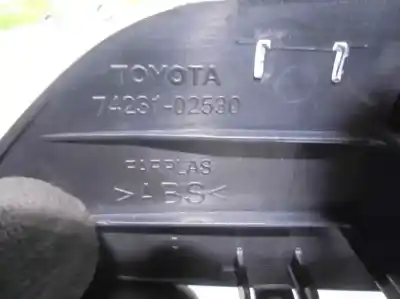 TOYOTA
74231-02530
FARPLAS
>ABS<